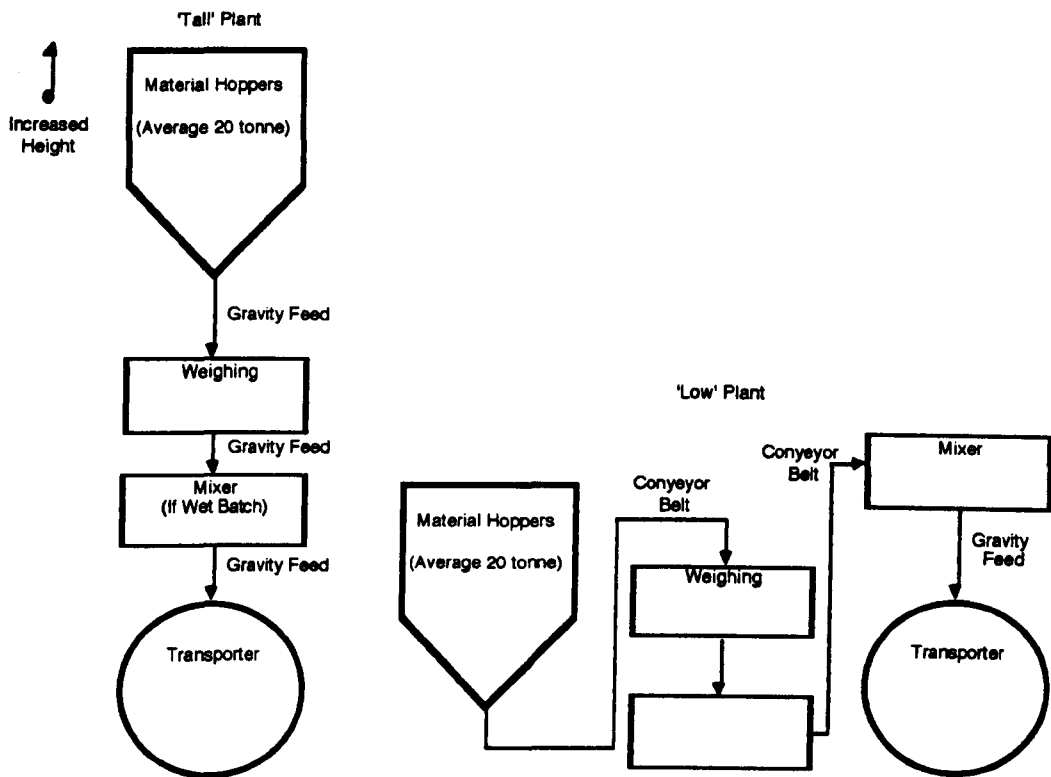 'Tall' Plant
Increased
Height
Material Hoppers
(Average 20 tonne)
Gravity Feed
Weighing
Gravity Feed
Mixer
(If Wet Batch)
Gravity Feed
Transporter
'Low' Plant
Material Hoppers
(Average 20 tonne)
Conyeyor
Belt
Weighing
Conyeyor
Belt
Mixer
Gravity
Feed
Transporter